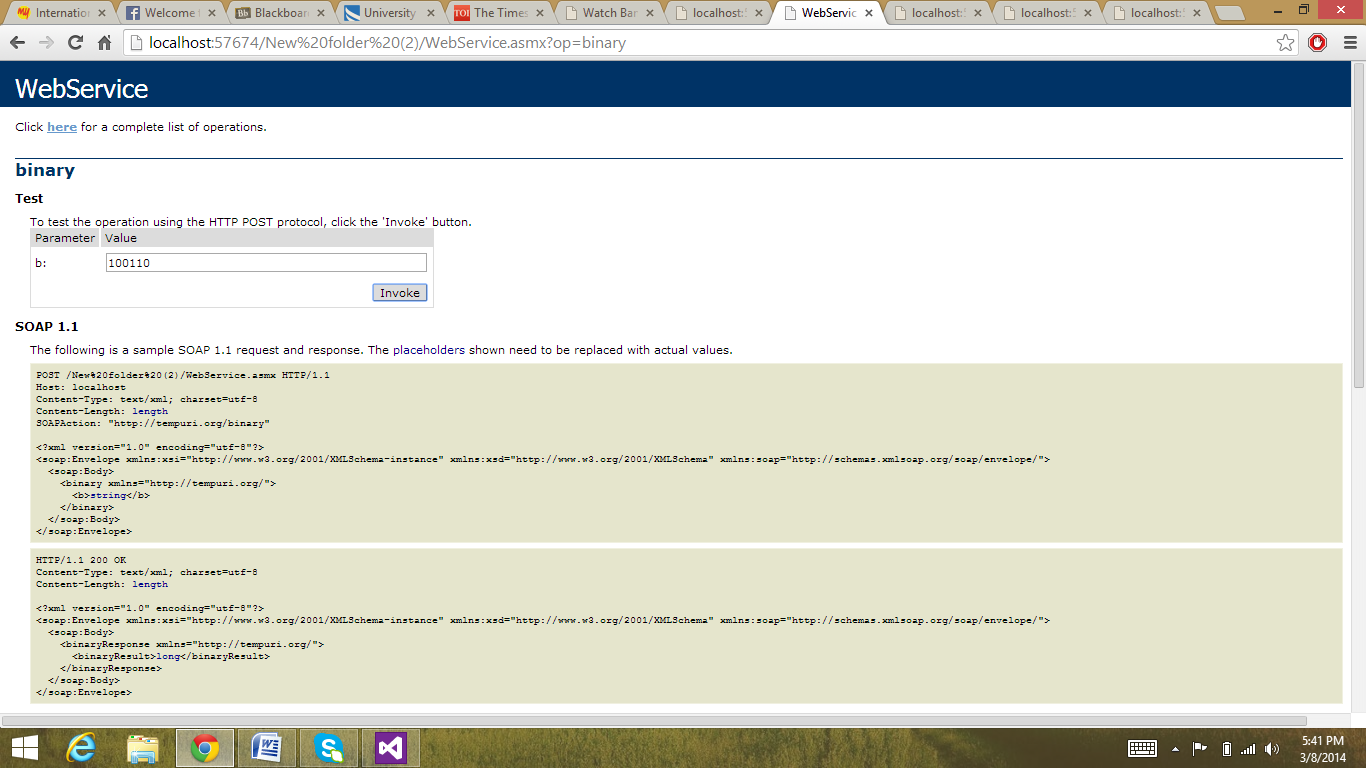 Internation
Welcome t
Blackboar
University
The Times
Watch Bar
localhost:5
WebServic
localhost:5
localhost:5
localhost:5
localhost:57674/New%20folder%20(2)/WebService.asmx?op=binary
WebService
Click here for a complete list of operations.
binary
Test
To test the operation using the HTTP POST protocol, click the 'Invoke' button.
Parameter Value
b: 100110
Invoke
SOAP 1.1
The following is a sample SOAP 1.1 request and response. The placeholders shown need to be replaced with actual values.
POST /New%20folder%20(2)/WebService.asmx HTTP/1.1
Host: localhost
Content-Type: text/xml; charset=utf-8
Content-Length: length
SOAPAction: "http://tempuri.org/binary"
<?xml version="1.0" encoding="utf-8"?>
<soap:Envelope xmlns:xsi="http://www.w3.org/2001/XMLSchema-instance" xmlns:xsd="http://www.w3.org/2001/XMLSchema" xmlns:soap="http://schemas.xmlsoap.org/soap/envelope/">
<soap:Body>
<binary xmlns="http://tempuri.org/">
<b>string</b>
</binary>
</soap:Body>
</soap:Envelope>
HTTP/1.1 200 OK
Content-Type: text/xml; charset=utf-8
Content-Length: length
<?xml version="1.0" encoding="utf-8"?>
<soap:Envelope xmlns:xsi="http://www.w3.org/2001/XMLSchema-instance" xmlns:xsd="http://www.w3.org/2001/XMLSchema" xmlns:soap="http://schemas.xmlsoap.org/soap/envelope/">
<soap:Body>
<binaryResponse xmlns="http://tempuri.org/">
<binaryResult>long</binaryResult>
</binaryResponse>
</soap:Body>
</soap:Envelope>
5:41 PM
3/8/2014